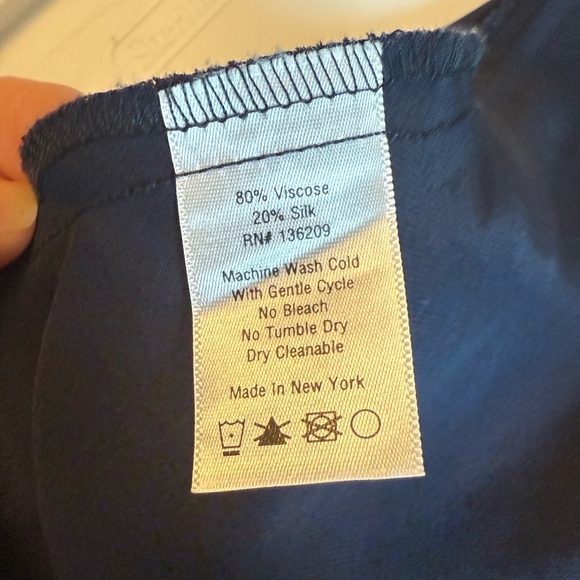 80% Viscose
20% Silk
RN# 136209
Machine Wash Cold
With Gentle Cycle
No Bleach
No Tumble Dry
Dry Cleanable
Made In New York